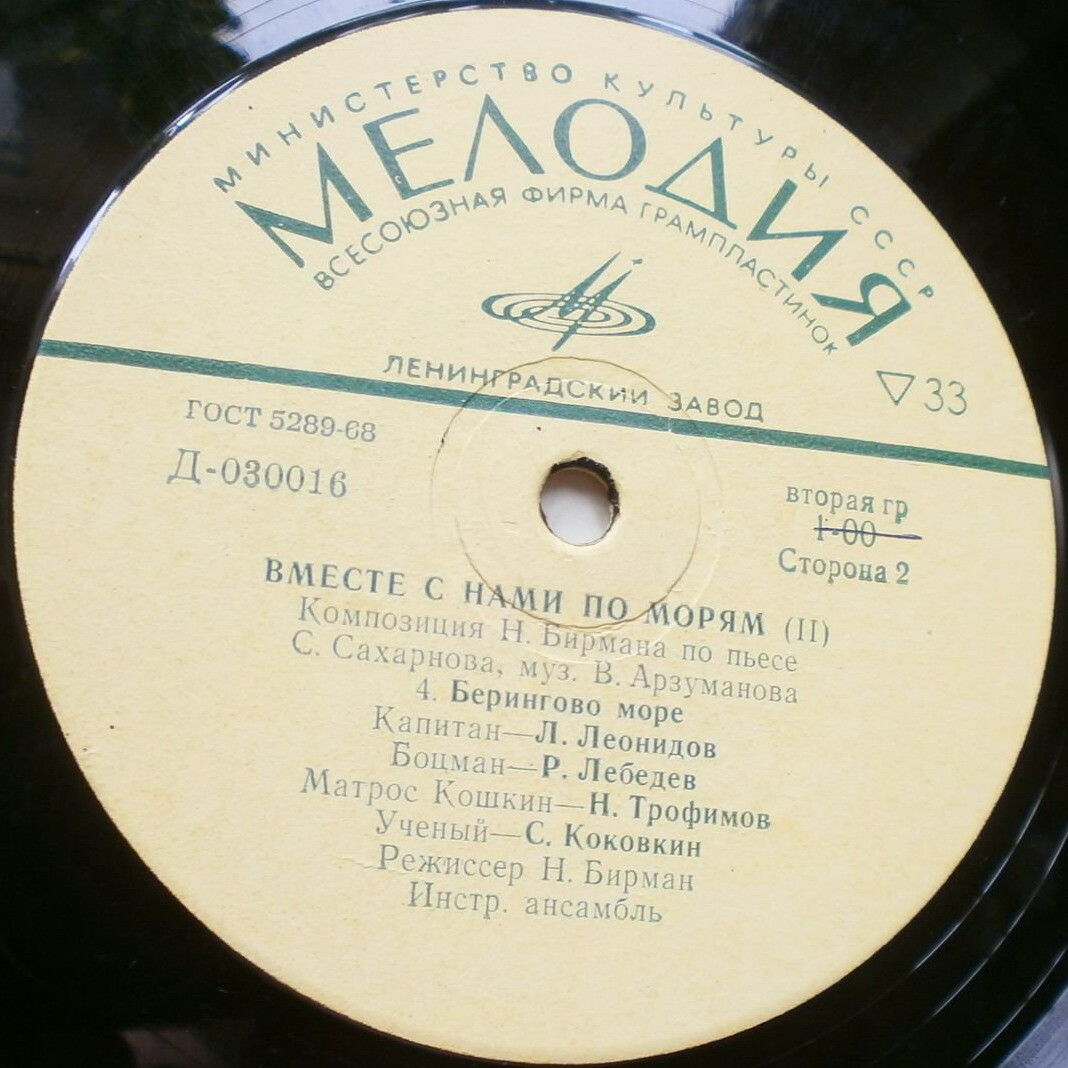 МИНИСТЕРСТВО КУЛЬТУРЫ СССР
МЕЛОДИЯ
ВСЕСОЮЗНАЯ ФИРМА ГРАМПЛАСТИНОК
ЛЕНИНГРАДСКИЙ ЗАВОД
▽33
ГОСТ 5289-68
Д-030016
вторая гр
1-00
Сторона 2
ВМЕСТЕ С НАМИ ПО МОРЯМ (II)
Композиция Н. Бирмана по пьесе
С. Сахарнова, муз. В. Арзуманова
4. Берингово море
Капитан—Л. Леонидов
Боцман—Р. Лебедев
Матрос Кошкин—Н. Трофимов
Ученый—С. Коковкин
Режиссер Н. Бирман
Инстр. ансамбль